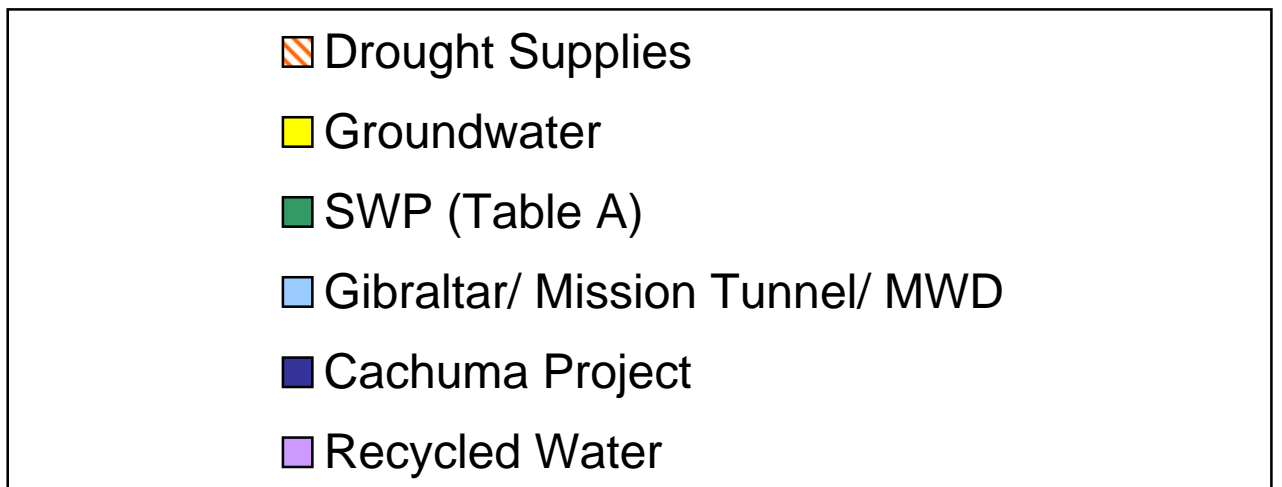 Drought Supplies
Groundwater
SWP (Table A)
Gibraltar/ Mission Tunnel/ MWD
Cachuma Project
Recycled Water